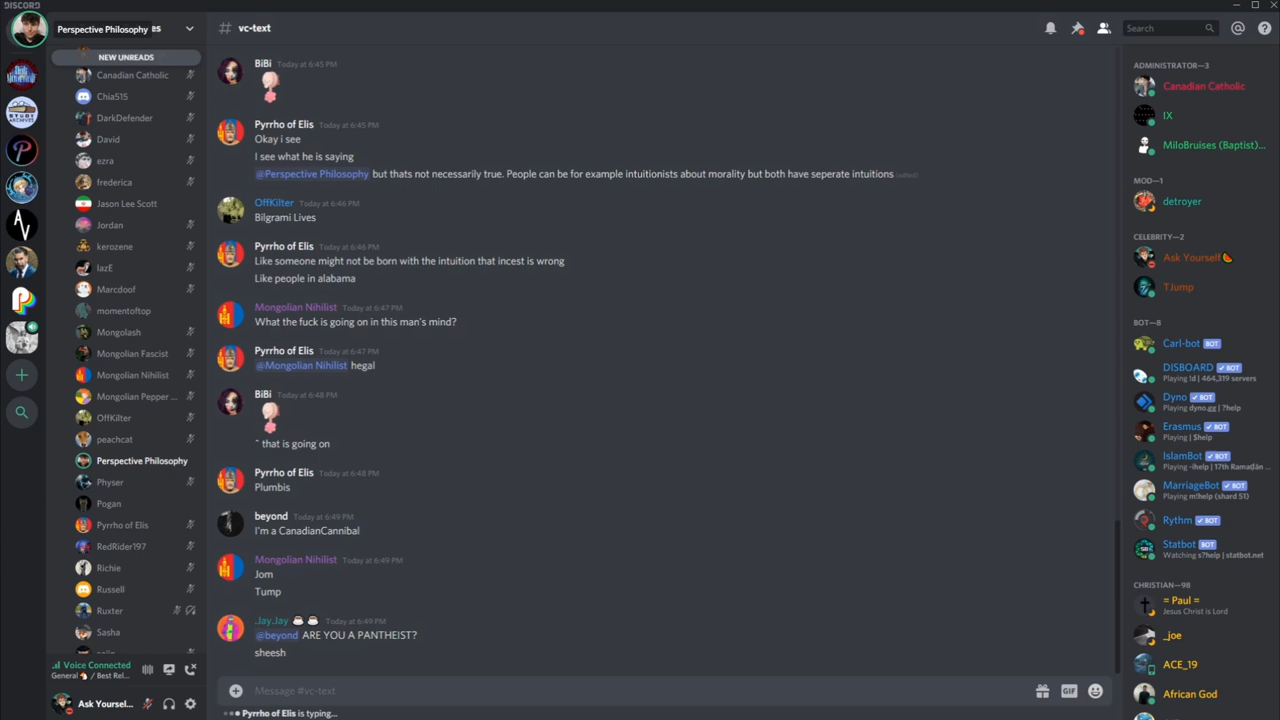 DISCORD
Perspective Philosophy
es
NEW UNREADS
Canadian Catholic
Chia515
DarkDefender
David
ezra
frederica
Jason Lee Scott
Jordan
kerozene
lazE
Marcdoof
momentoftop
Mongolash
Mongolian Fascist
Mongolian Nihilist
Mongolian Pepper ...
OffKilter
peachcat
Perspective Philosophy
Physer
Pogan
Pyrrho of Elis
RedRider197
Richie
Russell
Ruxter
Sasha
Voice Connected
General / Best Rel...
Ask Yoursel...
# vc-text
Search
BiBi Today at 6:45 PM
Pyrrho of Elis Today at 6:45 PM
Okay i see
I see what he is saying
@Perspective Philosophy but thats not necessarily true. People can be for example intuitionists about morality but both have seperate intuitions (edited)
OffKilter Today at 6:46 PM
Bilgrami Lives
Pyrrho of Elis Today at 6:46 PM
Like someone might not be born with the intuition that incest is wrong
Like people in alabama
Mongolian Nihilist Today at 6:47 PM
What the fuck is going on in this man's mind?
Pyrrho of Elis Today at 6:47 PM
@Mongolian Nihilist hegal
BiBi Today at 6:48 PM
^ that is going on
Pyrrho of Elis Today at 6:48 PM
Plumbis
beyond Today at 6:49 PM
I'm a CanadianCannibal
Mongolian Nihilist Today at 6:49 PM
Jom
Tump
.Jay.Jay Today at 6:49 PM
@beyond ARE YOU A PANTHEIST?
sheesh
Message #vc-text
GIF
Pyrrho of Elis is typing...
ADMINISTRATOR—3
Canadian Catholic
IX
MiloBruises (Baptist)...
MOD—1
detroyer
CELEBRITY—2
Ask Yourself
TJump
BOT—8
Carl-bot BOT
DISBOARD ✓ BOT
Playing !d | 464,319 servers
Dyno ✓ BOT
Playing dyno.gg | ?help
Erasmus ✓ BOT
Playing | $help
IslamBot ✓ BOT
Playing -ihelp | 17th Ramaḍān ...
MarriageBot ✓ BOT
Playing m!help (shard 51)
Rythm ✓ BOT
Statbot ✓ BOT
Watching s?help | statbot.net
CHRISTIAN—98
= Paul =
Jesus Christ is Lord
_joe
ACE_19
African God